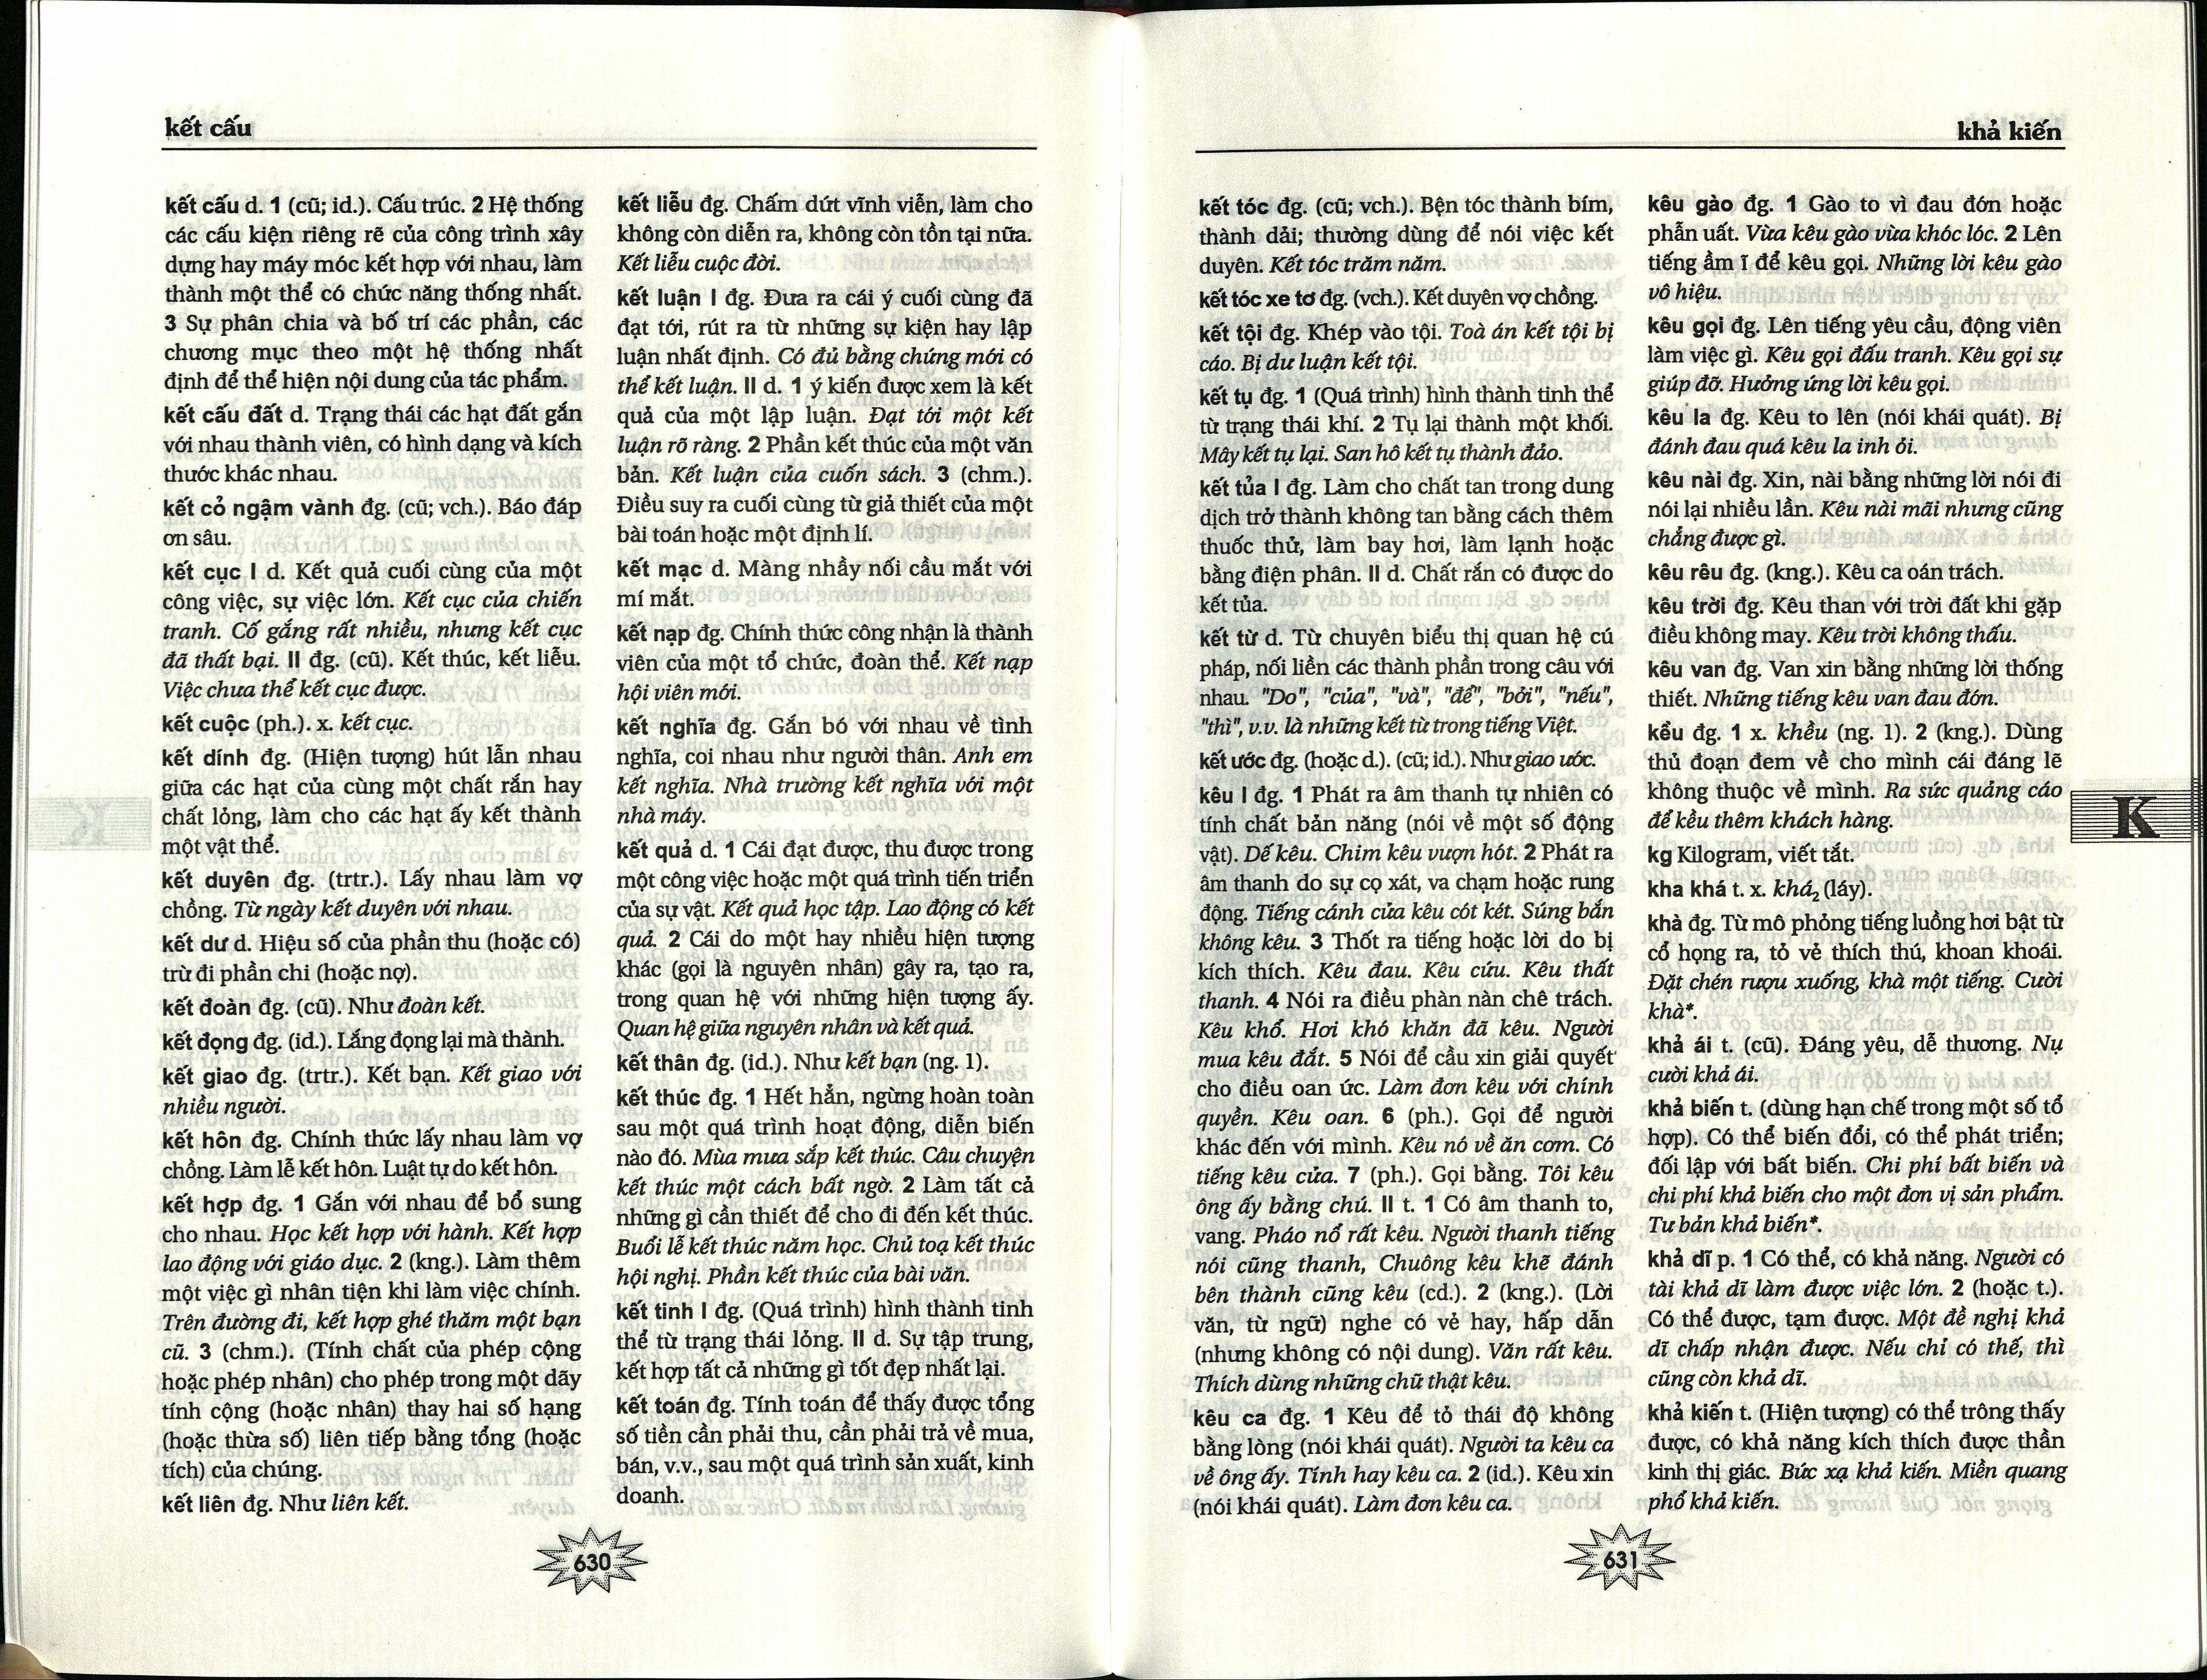 kết cấu
kết cấu d. 1 (cũ; id.). Cấu trúc. 2 Hệ thống
các cấu kiện riêng rẽ của công trình xây
dựng hay máy móc kết hợp với nhau, làm
thành một thể có chức năng thống nhất.
3 Sự phân chia và bố trí các phần, các
chương mục theo một hệ thống nhất
định để thể hiện nội dung của tác phẩm.
kết cấu đất d. Trạng thái các hạt đất gắn
với nhau thành viên, có hình dạng và kích
thước khác nhau.
kết cỏ ngậm vành đg. (cũ; vch.). Báo đáp
ơn sâu.
kết cục I d. Kết quả cuối cùng của một
công việc, sự việc lớn. Kết cục của chiến
tranh. Cố gắng rất nhiều, nhưng kết cục
đã thất bại. II đg. (cũ). Kết thúc, kết liễu.
Việc chưa thể kết cục được.
kết cuộc (ph.). x. kết cục.
kết dính đg. (Hiện tượng) hút lẫn nhau
giữa các hạt của cùng một chất rắn hay
chất lỏng, làm cho các hạt ấy kết thành
một vật thể.
kết duyên đg. (trtr.). Lấy nhau làm vợ
chồng. Từ ngày kết duyên với nhau.
kết dư d. Hiệu số của phần thu (hoặc có)
trừ đi phần chi (hoặc nợ).
kết đoàn đg. (cũ). Như đoàn kết.
kết đọng đg. (id.). Lắng đọng lại mà thành.
kết giao đg. (trtr.). Kết bạn. Kết giao với
nhiều người.
kết hôn đg. Chính thức lấy nhau làm vợ
chồng. Làm lễ kết hôn. Luật tự do kết hôn.
kết hợp đg. 1 Gắn với nhau để bổ sung
cho nhau. Học kết hợp với hành. Kết hợp
lao động với giáo dục. 2 (kng.). Làm thêm
một việc gì nhân tiện khi làm việc chính.
Trên đường đi, kết hợp ghé thăm một bạn
cũ. 3 (chm.). (Tính chất của phép cộng
hoặc phép nhân) cho phép trong một dãy
tính cộng (hoặc nhân) thay hai số hạng
(hoặc thừa số) liên tiếp bằng tổng (hoặc
tích) của chúng.
kết liên đg. Như liên kết.
kết liễu đg. Chấm dứt vĩnh viễn, làm cho
không còn diễn ra, không còn tồn tại nữa.
Kết liễu cuộc đời.
kết luận I đg. Đưa ra cái ý cuối cùng đã
đạt tới, rút ra từ những sự kiện hay lập
luận nhất định. Có đủ bằng chứng mới có
thể kết luận. II d. 1 ý kiến được xem là kết
quả của một lập luận. Đạt tới một kết
luận rõ ràng. 2 Phần kết thúc của một văn
bản. Kết luận của cuốn sách. 3 (chm.).
Điều suy ra cuối cùng từ giả thiết của một
bài toán hoặc một định lí.
kết mạc d. Màng nhầy nối cầu mắt với
mí mắt.
kết nạp đg. Chính thức công nhận là thành
viên của một tổ chức, đoàn thể. Kết nạp
hội viên mới.
kết nghĩa đg. Gắn bó với nhau về tình
nghĩa, coi nhau như người thân. Anh em
kết nghĩa. Nhà trường kết nghĩa với một
nhà máy.
kết quả d. 1 Cái đạt được, thu được trong
một công việc hoặc một quá trình tiến triển
của sự vật. Kết quả học tập. Lao động có kết
quả. 2 Cái do một hay nhiều hiện tượng
khác (gọi là nguyên nhân) gây ra, tạo ra,
trong quan hệ với những hiện tượng ấy.
Quan hệ giữa nguyên nhân và kết quả.
kết thân đg. (id.). Như kết bạn (ng. 1).
kết thúc đg. 1 Hết hẳn, ngừng hoàn toàn
sau một quá trình hoạt động, diễn biến
nào đó. Mùa mưa sắp kết thúc. Câu chuyện
kết thúc một cách bất ngờ. 2 Làm tất cả
những gì cần thiết để cho đi đến kết thúc.
Buổi lễ kết thúc năm học. Chủ toạ kết thúc
hội nghị. Phần kết thúc của bài văn.
kết tinh I đg. (Quá trình) hình thành tinh
thể từ trạng thái lỏng. II d. Sự tập trung,
kết hợp tất cả những gì tốt đẹp nhất lại.
kết toán đg. Tính toán để thấy được tổng
số tiền cần phải thu, cần phải trả về mua,
bán, v.v., sau một quá trình sản xuất, kinh
doanh.
630
khả kiến
kết tóc đg. (cũ; vch.). Bện tóc thành bím,
thành dải; thường dùng để nói việc kết
duyên. Kết tóc trăm năm.
kết tóc xe tơ đg. (vch.). Kết duyên vợ chồng.
kết tội đg. Khép vào tội. Toà án kết tội bị
cáo. Bị dư luận kết tội.
kết tụ đg. 1 (Quá trình) hình thành tinh thể
từ trạng thái khí. 2 Tụ lại thành một khối.
Mây kết tụ lại. San hô kết tụ thành đảo.
kết tủa I đg. Làm cho chất tan trong dung
dịch trở thành không tan bằng cách thêm
thuốc thử, làm bay hơi, làm lạnh hoặc
bằng điện phân. II d. Chất rắn có được do
kết tủa.
kết từ d. Từ chuyên biểu thị quan hệ cú
pháp, nối liền các thành phần trong câu với
nhau. "Do", "của", "và", "để", "bởi", "nếu",
"thì", v.v. là những kết từ trong tiếng Việt.
kết ước đg. (hoặc d.). (cũ; id.). Như giao ước.
kêu I đg. 1 Phát ra âm thanh tự nhiên có
tính chất bản năng (nói về một số động
vật). Dế kêu. Chim kêu vượn hót. 2 Phát ra
âm thanh do sự cọ xát, va chạm hoặc rung
động. Tiếng cánh cửa kêu cót két. Súng bắn
không kêu. 3 Thốt ra tiếng hoặc lời do bị
kích thích. Kêu đau. Kêu cứu. Kêu thất
thanh. 4 Nói ra điều phàn nàn chê trách.
Kêu khổ. Hơi khó khăn đã kêu. Người
mua kêu đắt. 5 Nói để cầu xin giải quyết
cho điều oan ức. Làm đơn kêu với chính
quyền. Kêu oan. 6 (ph.). Gọi để người
khác đến với mình. Kêu nó về ăn cơm. Có
tiếng kêu cửa. 7 (ph.). Gọi bằng. Tôi kêu
ông ấy bằng chú. II t. 1 Có âm thanh to,
vang. Pháo nổ rất kêu. Người thanh tiếng
nói cũng thanh, Chuông kêu khẽ đánh
bên thành cũng kêu (cd.). 2 (kng.). (Lời
văn, từ ngữ) nghe có vẻ hay, hấp dẫn
(nhưng không có nội dung). Văn rất kêu.
Thích dùng những chữ thật kêu.
kêu ca đg. 1 Kêu để tỏ thái độ không
bằng lòng (nói khái quát). Người ta kêu ca
về ông ấy. Tính hay kêu ca. 2 (id.). Kêu xin
(nói khái quát). Làm đơn kêu ca.
kêu gào đg. 1 Gào to vì đau đớn hoặc
phẫn uất. Vừa kêu gào vừa khóc lóc. 2 Lên
tiếng ầm ĩ để kêu gọi. Những lời kêu gào
vô hiệu.
kêu gọi đg. Lên tiếng yêu cầu, động viên
làm việc gì. Kêu gọi đấu tranh. Kêu gọi sự
giúp đỡ. Hưởng ứng lời kêu gọi.
kêu la đg. Kêu to lên (nói khái quát). Bị
đánh đau quá kêu la inh ỏi.
kêu nài đg. Xin, nài bằng những lời nói đi
nói lại nhiều lần. Kêu nài mãi nhưng cũng
chẳng được gì.
kêu rêu đg. (kng.). Kêu ca oán trách.
kêu trời đg. Kêu than với trời đất khi gặp
điều không may. Kêu trời không thấu.
kêu van đg. Van xin bằng những lời thống
thiết. Những tiếng kêu van đau đớn.
kều đg. 1 x. khều (ng. 1). 2 (kng.). Dùng
thủ đoạn đem về cho mình cái đáng lẽ
không thuộc về mình. Ra sức quảng cáo
để kều thêm khách hàng.
kg Kilogram, viết tắt.
kha khá t. x. khá₂ (láy).
khà đg. Từ mô phỏng tiếng luồng hơi bật từ
cổ họng ra, tỏ vẻ thích thú, khoan khoái.
Đặt chén rượu xuống, khà một tiếng. Cười
khà*.
khả ái t. (cũ). Đáng yêu, dễ thương. Nụ
cười khả ái.
khả biến t. (dùng hạn chế trong một số tổ
hợp). Có thể biến đổi, có thể phát triển;
đối lập với bất biến. Chi phí bất biến và
chi phí khả biến cho một đơn vị sản phẩm.
Tư bản khả biến*.
khả dĩ p. 1 Có thể, có khả năng. Người có
tài khả dĩ làm được việc lớn. 2 (hoặc t.).
Có thể được, tạm được. Một đề nghị khả
dĩ chấp nhận được. Nếu chỉ có thế, thì
cũng còn khả dĩ.
khả kiến t. (Hiện tượng) có thể trông thấy
được, có khả năng kích thích được thần
kinh thị giác. Bức xạ khả kiến. Miền quang
phổ khả kiến.
K
631